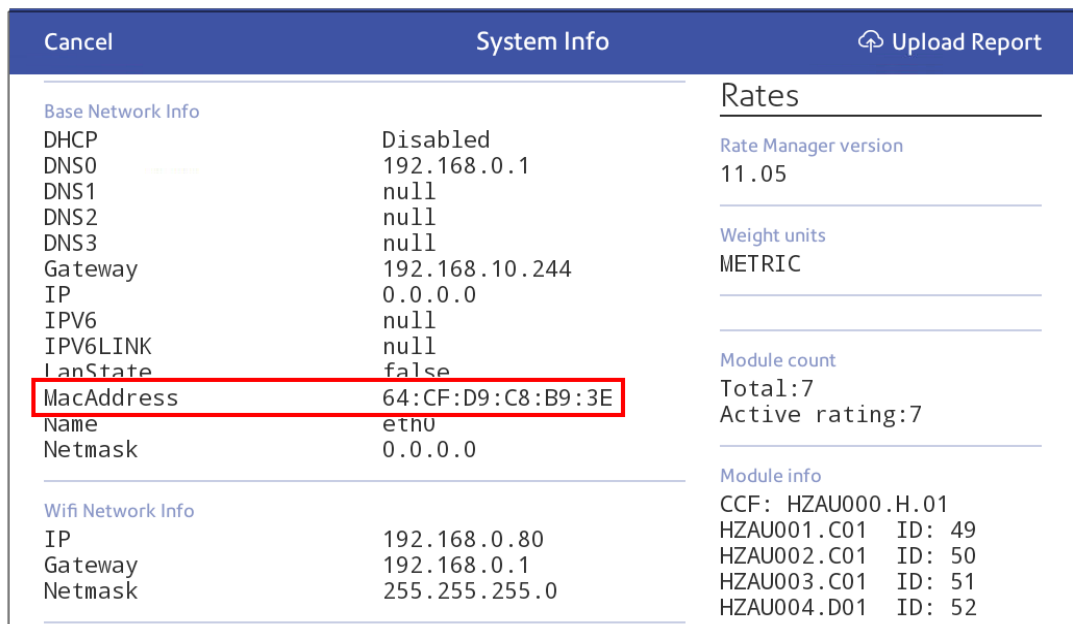 Cancel
System Info
Upload Report
Base Network Info
DHCP Disabled
DNS0 192.168.0.1
DNS1 null
DNS2 null
DNS3 null
Gateway 192.168.10.244
IP 0.0.0.0
IPV6 null
IPV6LINK null
LanState false
MacAddress 64:CF:D9:C8:B9:3E
Name eth0
Netmask 0.0.0.0
Wifi Network Info
IP 192.168.0.80
Gateway 192.168.0.1
Netmask 255.255.255.0
Rates
Rate Manager version
11.05
Weight units
METRIC
Module count
Total:7
Active rating:7
Module info
CCF: HZAU000.H.01
HZAU001.C01 ID: 49
HZAU002.C01 ID: 50
HZAU003.C01 ID: 51
HZAU004.D01 ID: 52